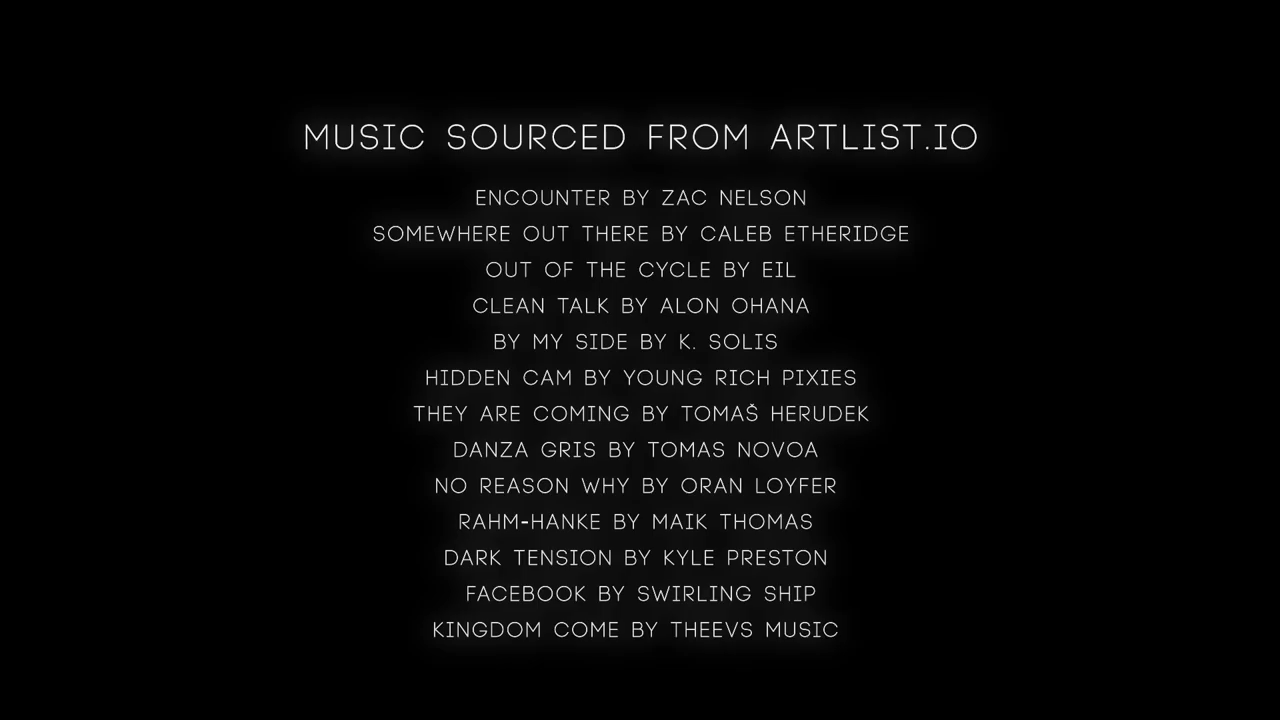 MUSIC SOURCED FROM ARTLIST.IO
ENCOUNTER BY ZAC NELSON
SOMEWHERE OUT THERE BY CALEB ETHERIDGE
OUT OF THE CYCLE BY EIL
CLEAN TALK BY ALON OHANA
BY MY SIDE BY K. SOLIS
HIDDEN CAM BY YOUNG RICH PIXIES
THEY ARE COMING BY TOMAŠ HERUDEK
DANZA GRIS BY TOMAS NOVOA
NO REASON WHY BY ORAN LOYFER
RAHM-HANKE BY MAIK THOMAS
DARK TENSION BY KYLE PRESTON
FACEBOOK BY SWIRLING SHIP
KINGDOM COME BY THEEVS MUSIC